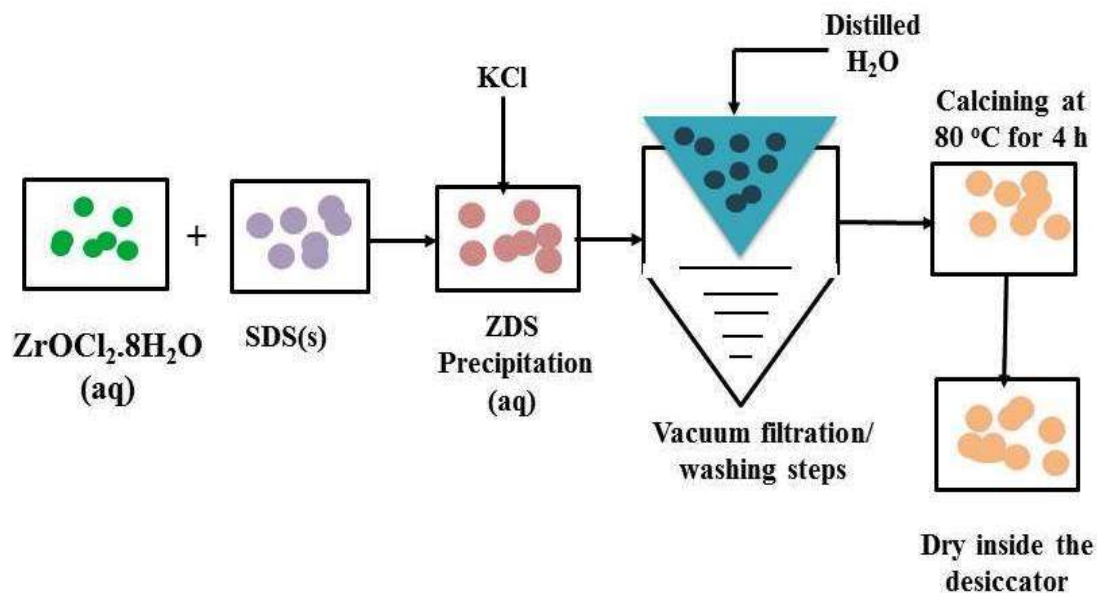 Distilled
H₂O
KCl
Calcining at
80 ᵒC for 4 h
+
ZrOCl₂.8H₂O
(aq)
SDS(s)
ZDS
Precipitation
(aq)
Vacuum filtration/
washing steps
Dry inside the
desiccator